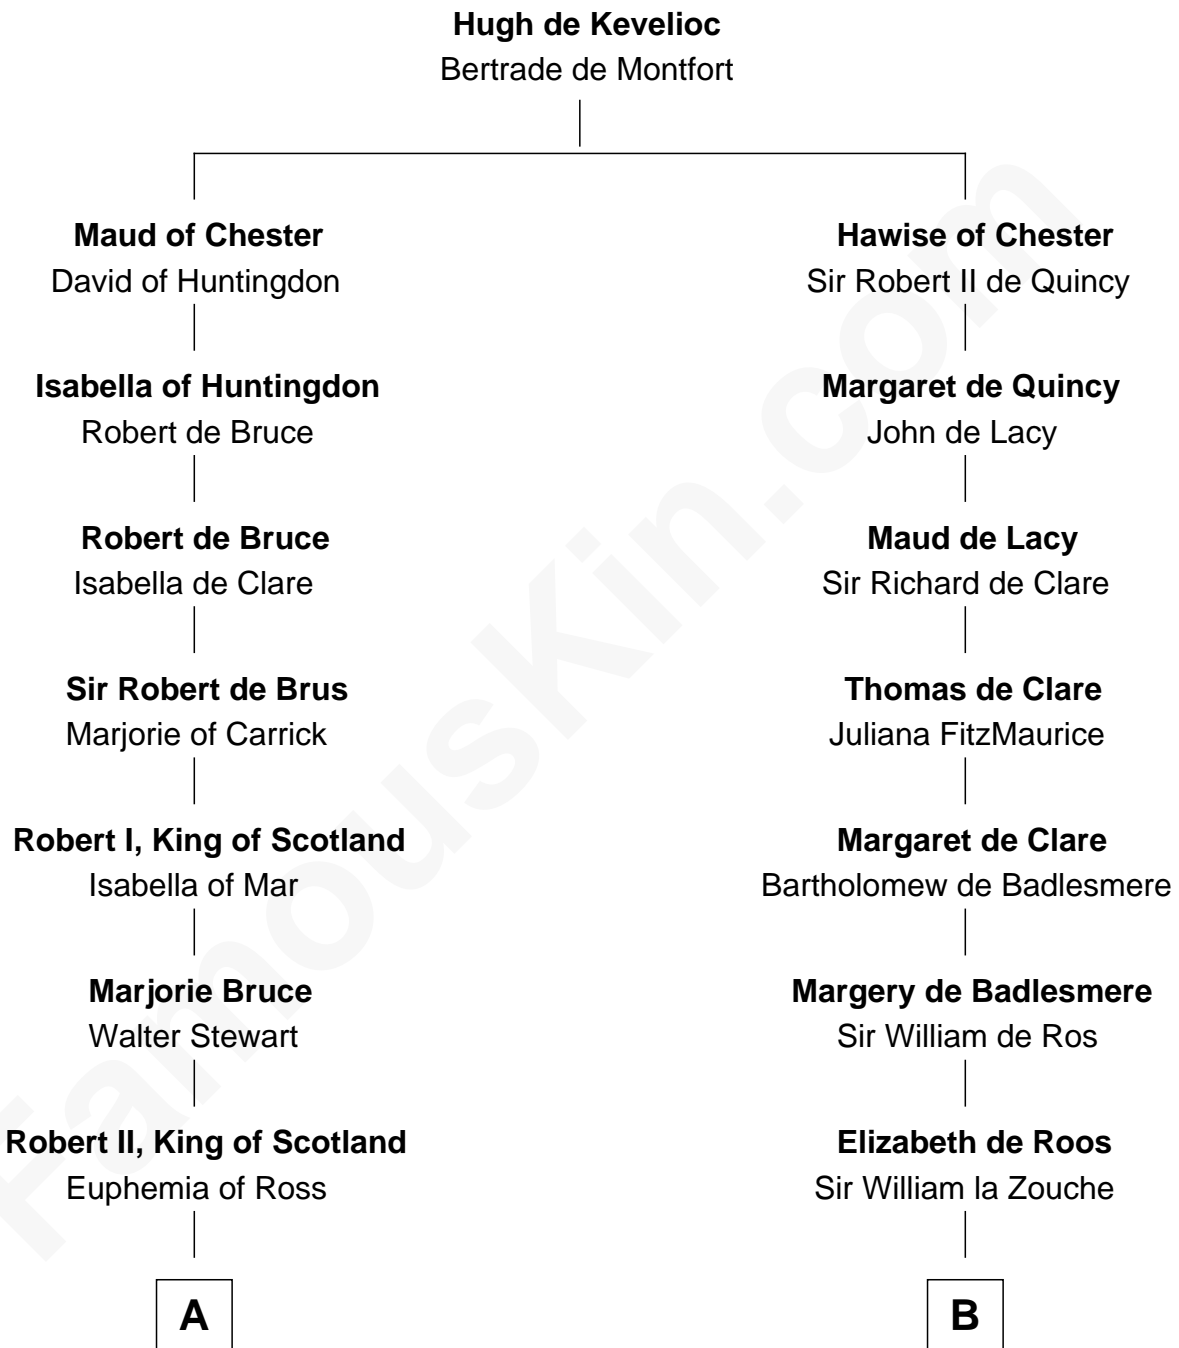 Hugh de Kevelioc
Bertrade de Montfort
Maud of Chester
David of Huntingdon
Hawise of Chester
Sir Robert II de Quincy
Isabella of Huntingdon
Robert de Bruce
Margaret de Quincy
John de Lacy
Robert de Bruce
Isabella de Clare
Maud de Lacy
Sir Richard de Clare
Sir Robert de Brus
Marjorie of Carrick
Thomas de Clare
Juliana FitzMaurice
Robert I, King of Scotland
Isabella of Mar
Margaret de Clare
Bartholomew de Badlesmere
Marjorie Bruce
Walter Stewart
Margery de Badlesmere
Sir William de Ros
Robert II, King of Scotland
Euphemia of Ross
Elizabeth de Roos
Sir William la Zouche
A
B
FamousKin.com